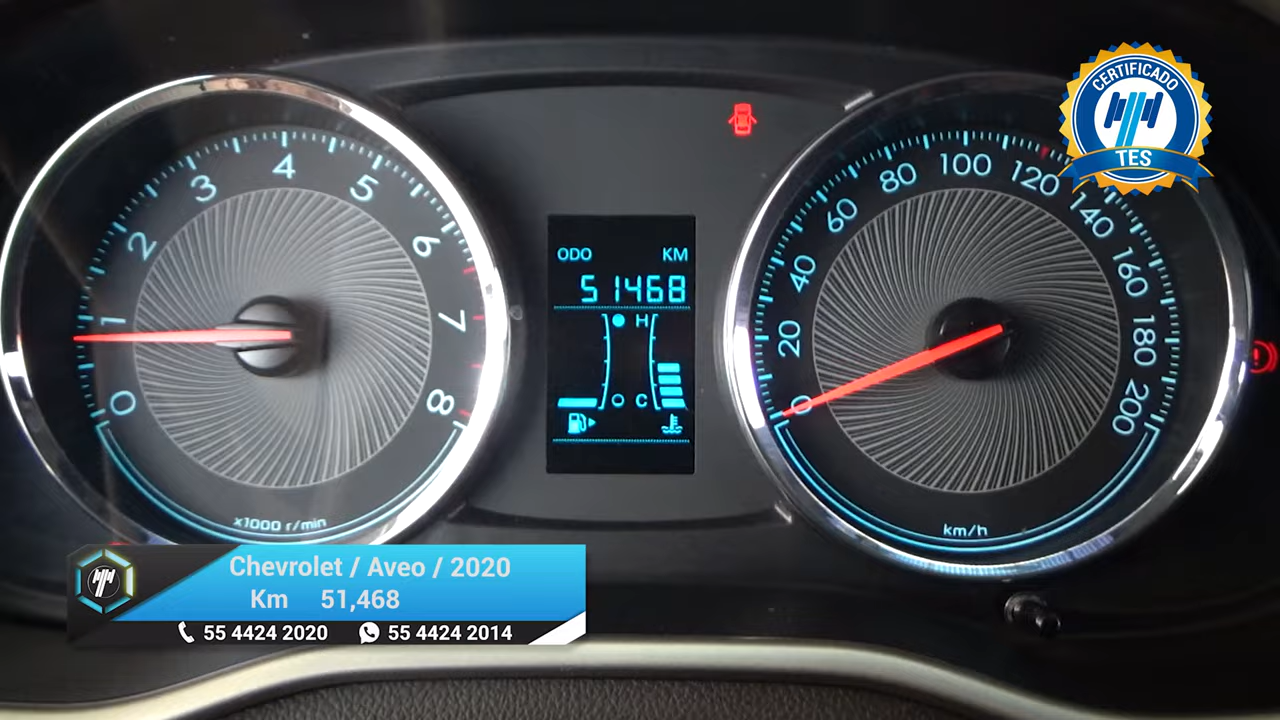 CERTIFICADO
TES
0
1
2
3
4
5
6
7
8
x1000 r/min
ODO KM
51468
H
O C
0
20
40
60
80
100
120
140
160
180
200
km/h
Chevrolet / Aveo / 2020
Km 51,468
55 4424 2020 55 4424 2014